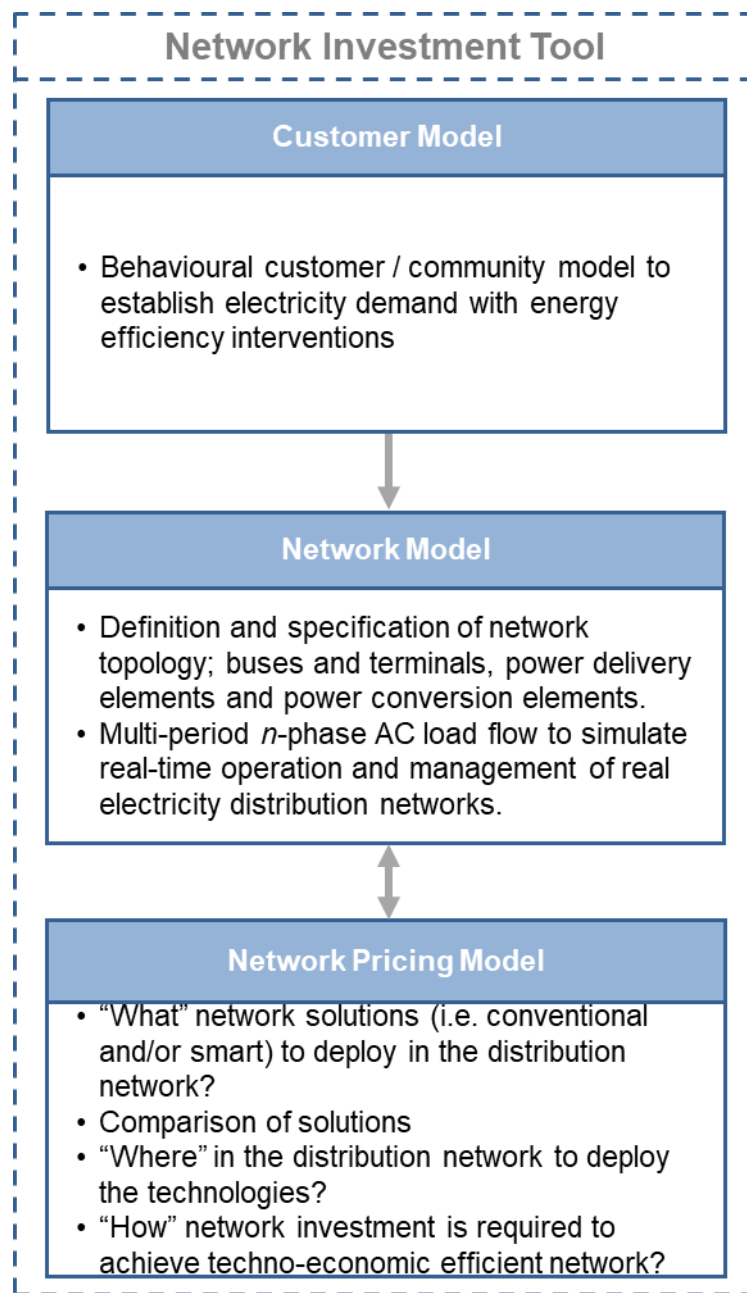 Network Investment Tool
Customer Model
• Behavioural customer / community model to
establish electricity demand with energy
efficiency interventions
Network Model
• Definition and specification of network
topology; buses and terminals, power delivery
elements and power conversion elements.
• Multi-period n-phase AC load flow to simulate
real-time operation and management of real
electricity distribution networks.
Network Pricing Model
• “What” network solutions (i.e. conventional
and/or smart) to deploy in the distribution
network?
• Comparison of solutions
• “Where” in the distribution network to deploy
the technologies?
• “How” network investment is required to
achieve techno-economic efficient network?